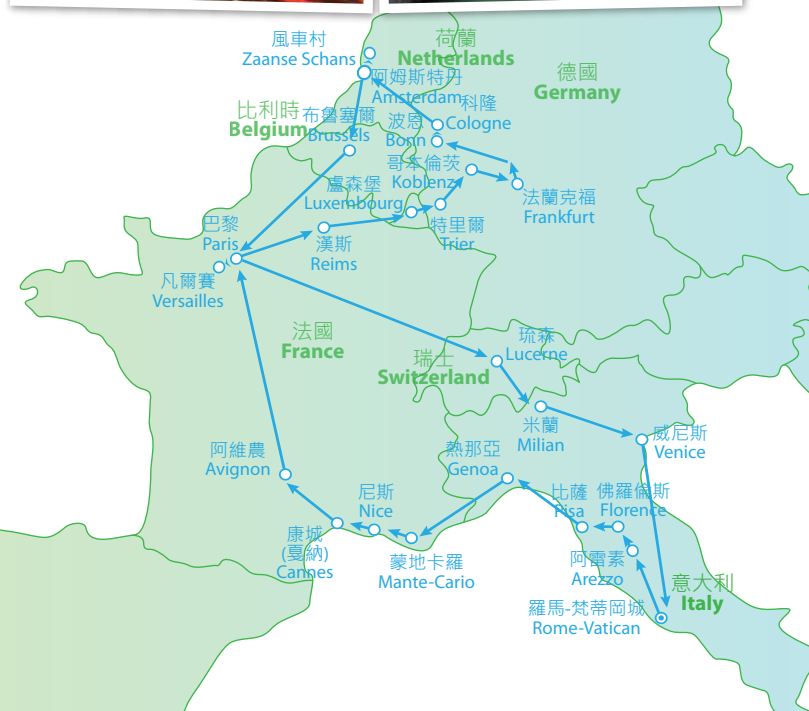 風車村
Zaanse Schans
荷蘭
Netherlands
阿姆斯特丹
Amsterdam
德國
Germany
比利時
Belgium
布魯塞爾
Brussels
科隆
Cologne
波恩
Bonn
哥本倫茨
Koblenz
盧森堡
Luxembourg
法蘭克福
Frankfurt
特里爾
Trier
巴黎
Paris
漢斯
Reims
凡爾賽
Versailles
法國
France
琉森
Lucerne
瑞士
Switzerland
米蘭
Milian
威尼斯
Venice
阿維農
Avignon
熱那亞
Genoa
尼斯
Nice
比薩
Pisa
佛羅倫斯
Florence
康城
(戛納)
Cannes
蒙地卡羅
Mante-Cario
阿雷素
Arezzo
意大利
Italy
羅馬-梵蒂岡城
Rome-Vatican